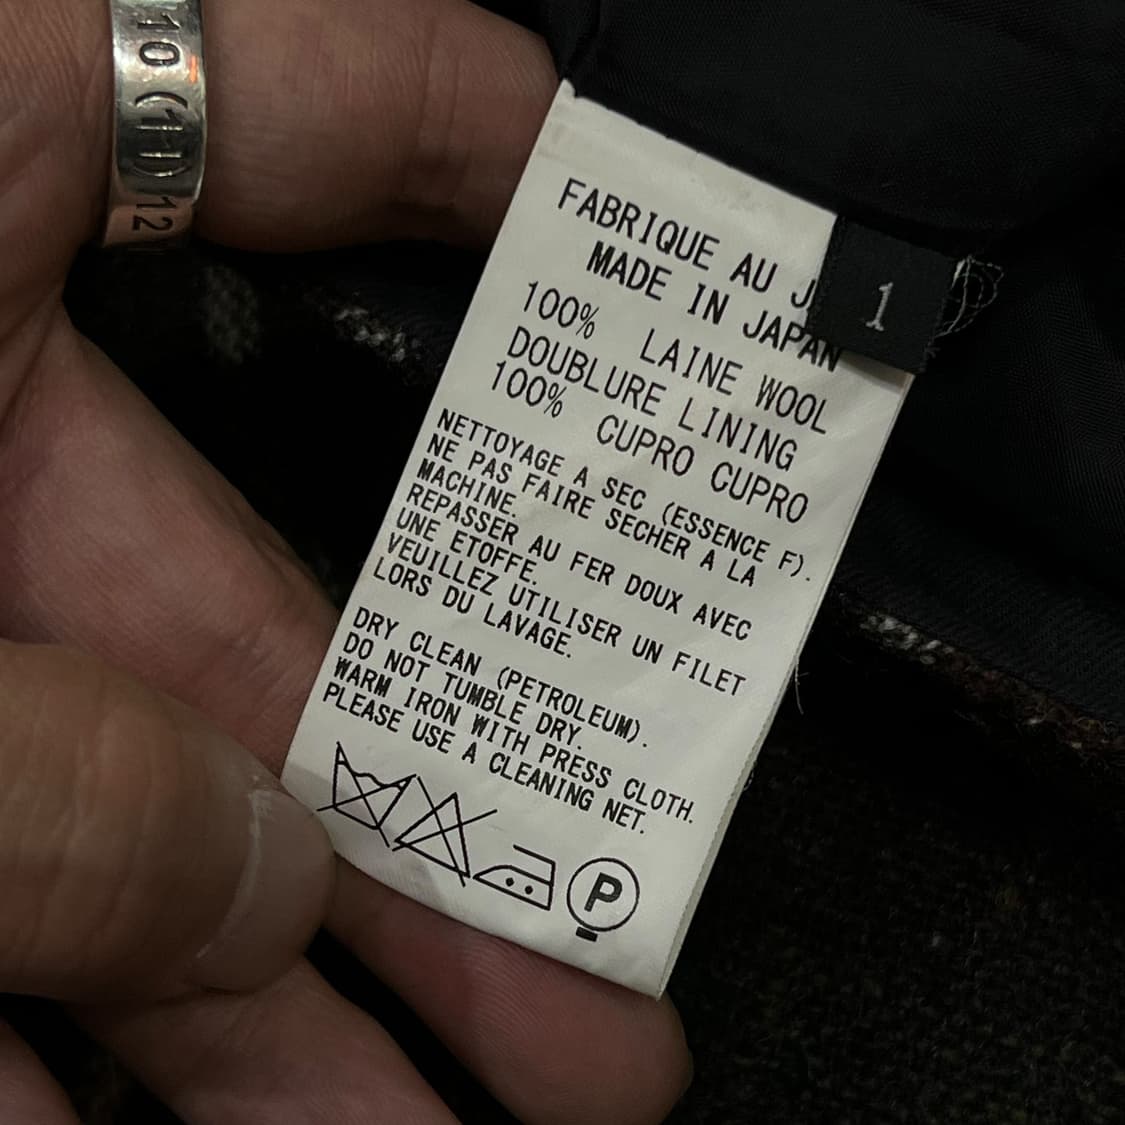 10 (11) 12
FABRIQUE AU
MADE IN JAPAN
1
100% LAINE WOOL
DOUBLURE LINING
100% CUPRO CUPRO
NETTOYAGE A SEC (ESSENCE F).
NE PAS FAIRE SECHER A LA
MACHINE.
REPASSER AU FER DOUX AVEC
UNE ETOFFE.
VEUILLEZ UTILISER UN FILET
LORS DU LAVAGE.
DRY CLEAN (PETROLEUM).
DO NOT TUMBLE DRY.
WARM IRON WITH PRESS CLOTH.
PLEASE USE A CLEANING NET.
P